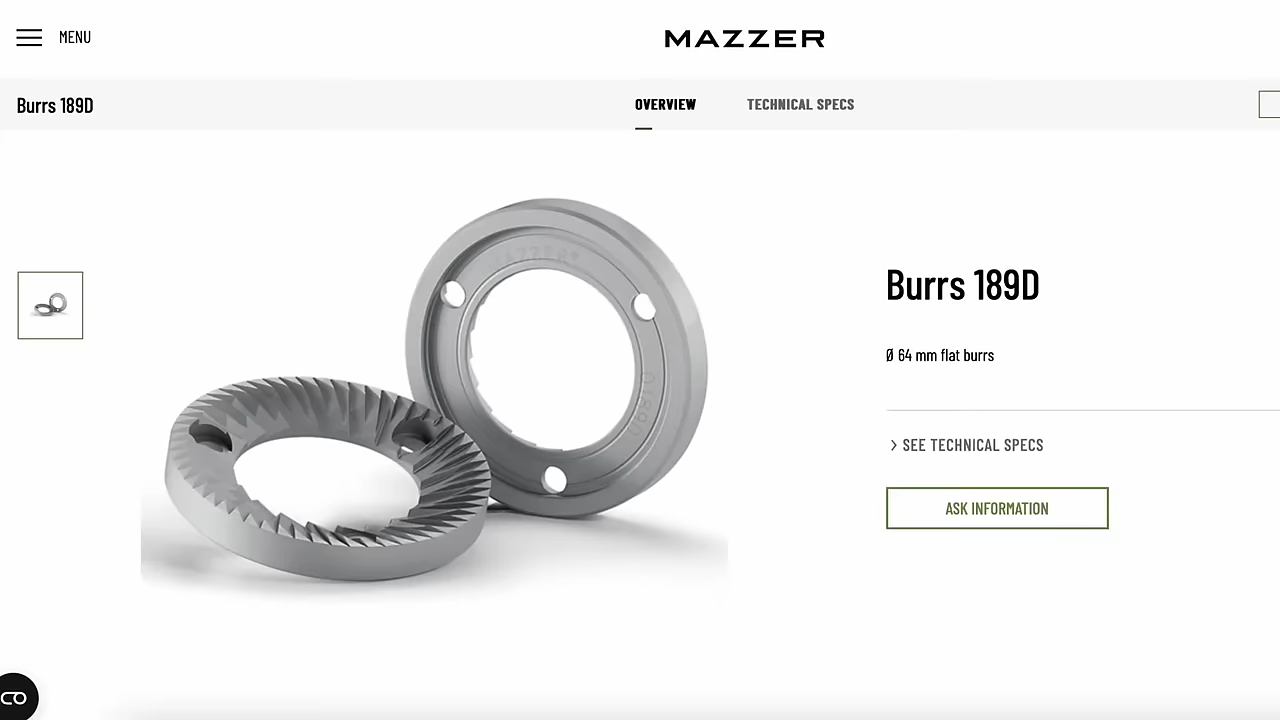 MENU
MAZZER
Burrs 189D
OVERVIEW
TECHNICAL SPECS
Burrs 189D
Ø 64 mm flat burrs
> SEE TECHNICAL SPECS
ASK INFORMATION